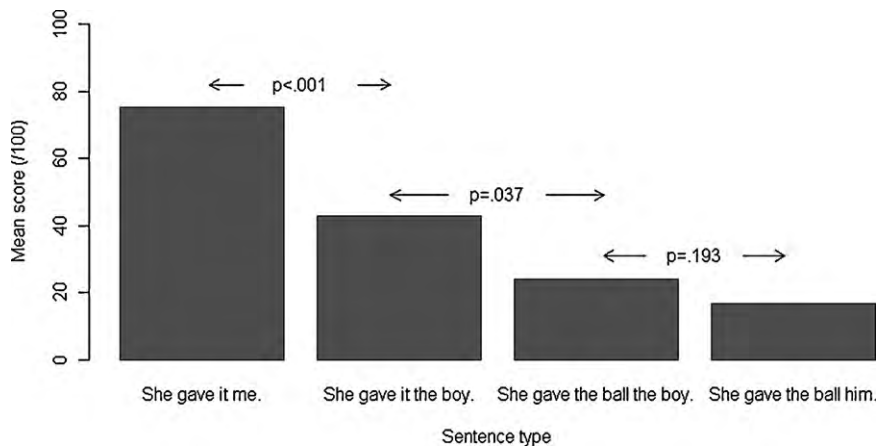 100
80
60
40
20
0
Mean score (/100)
p<.001
p=.037
p=.193
She gave it me.
She gave it the boy.
She gave the ball the boy.
She gave the ball him.
Sentence type